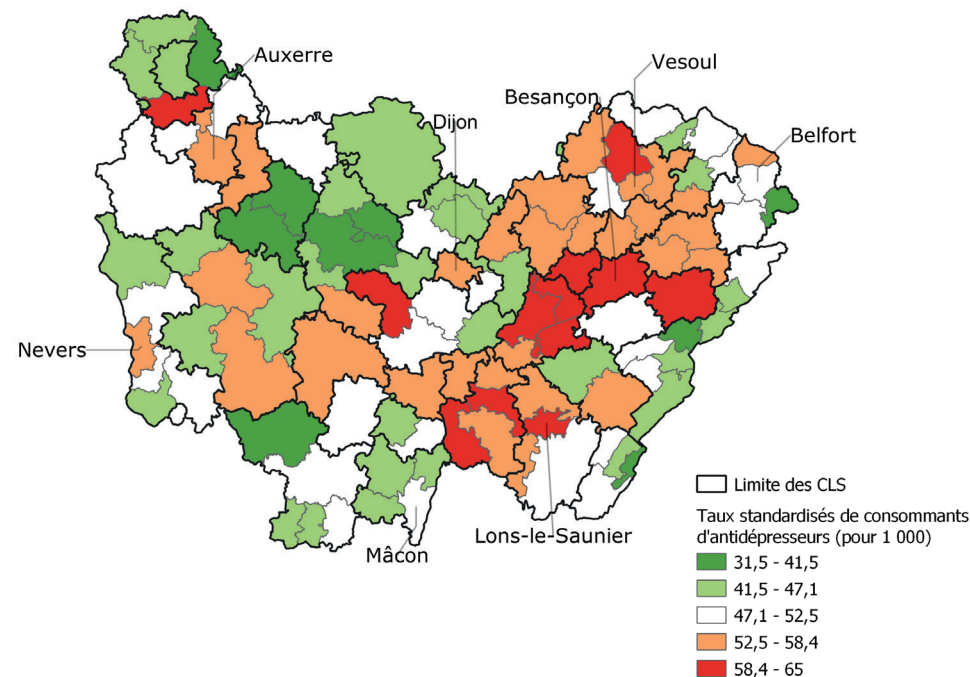 Auxerre
Vesoul
Besançon
Dijon
Belfort
Nevers
Mâcon
Lons-le-Saunier
Limite des CLS
Taux standardisés de consommants
d'antidépresseurs (pour 1 000)
31,5 - 41,5
41,5 - 47,1
47,1 - 52,5
52,5 - 58,4
58,4 - 65